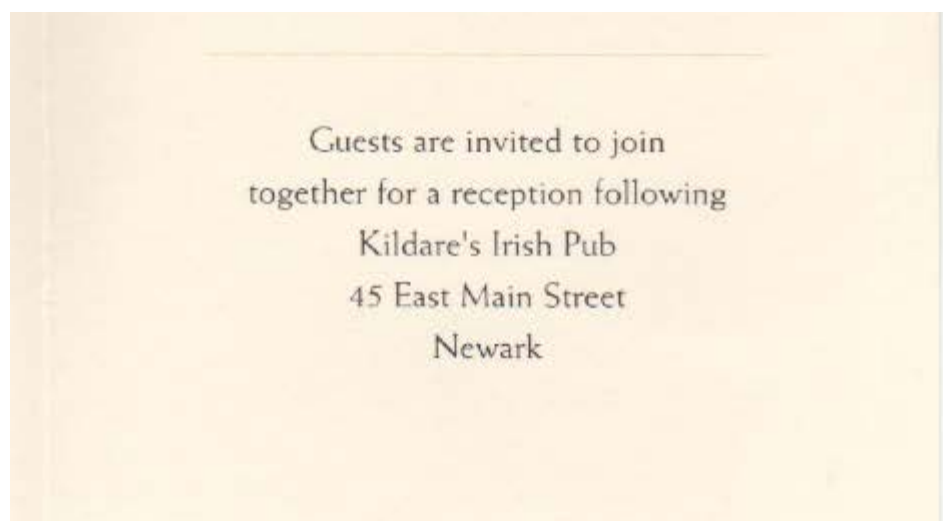 Guests are invited to join
together for a reception following
Kildare's Irish Pub
45 East Main Street
Newark